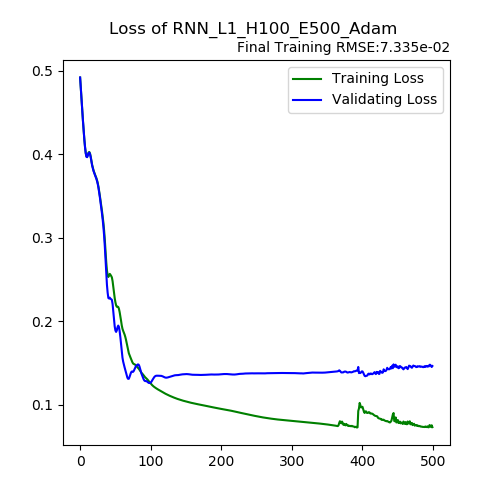 Loss of RNN_L1_H100_E500_Adam
Final Training RMSE:7.335e-02
Training Loss
Validating Loss
0.5
0.4
0.3
0.2
0.1
0 100 200 300 400 500